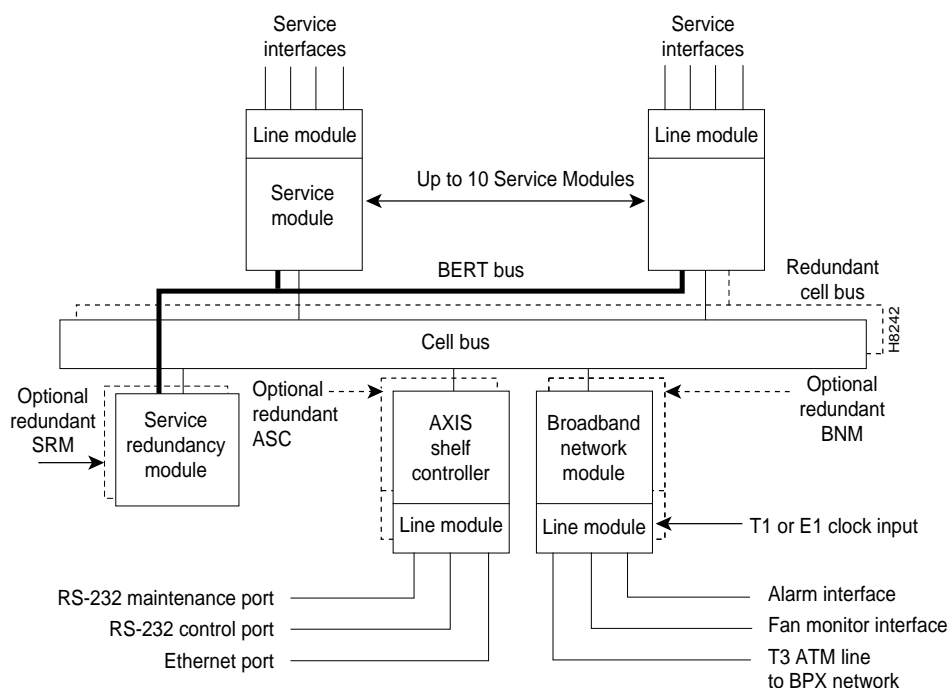 Service
interfaces
Service
interfaces
Line module
Line module
Service
module
Up to 10 Service Modules
BERT bus
Redundant
cell bus
H8242
Cell bus
Optional
redundant
SRM
Service
redundancy
module
Optional
redundant
ASC
AXIS
shelf
controller
Broadband
network
module
Optional
redundant
BNM
Line module
Line module
T1 or E1 clock input
RS-232 maintenance port
RS-232 control port
Ethernet port
Alarm interface
Fan monitor interface
T3 ATM line
to BPX network